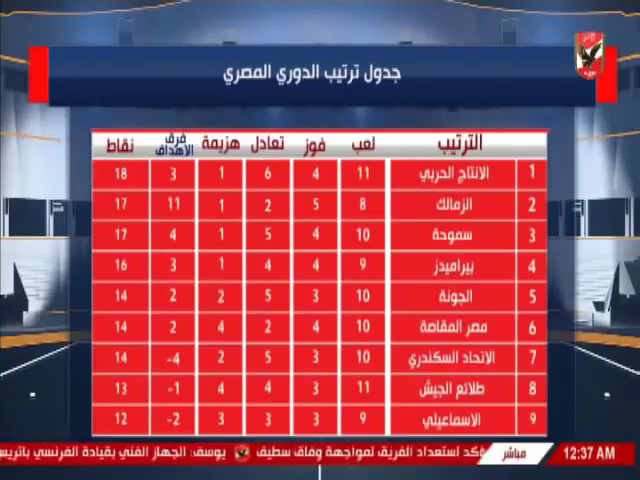 جدول ترتيب الدوري المصري
الترتيب لعب فوز تعادل هزيمة فرق الاهداف نقاط
1 الانتاج الحربي 11 4 6 1 3 18
2 الزمالك 8 5 2 1 11 17
3 سموحة 10 4 5 1 4 17
4 بيراميدز 9 4 4 1 3 16
5 الجونة 10 3 5 2 2 14
6 مصر المقاصة 10 4 2 4 2 14
7 الاتحاد السكندري 10 3 5 2 4- 14
8 طلائع الجيش 11 3 4 4 1- 13
9 الاسماعيلي 9 3 3 3 2- 12
12:37 AM مباشر يؤكد استعداد الفريق لمواجهة وفاق سطيف يوسف: الجهاز الفني بقيادة الفرنسي باتريس